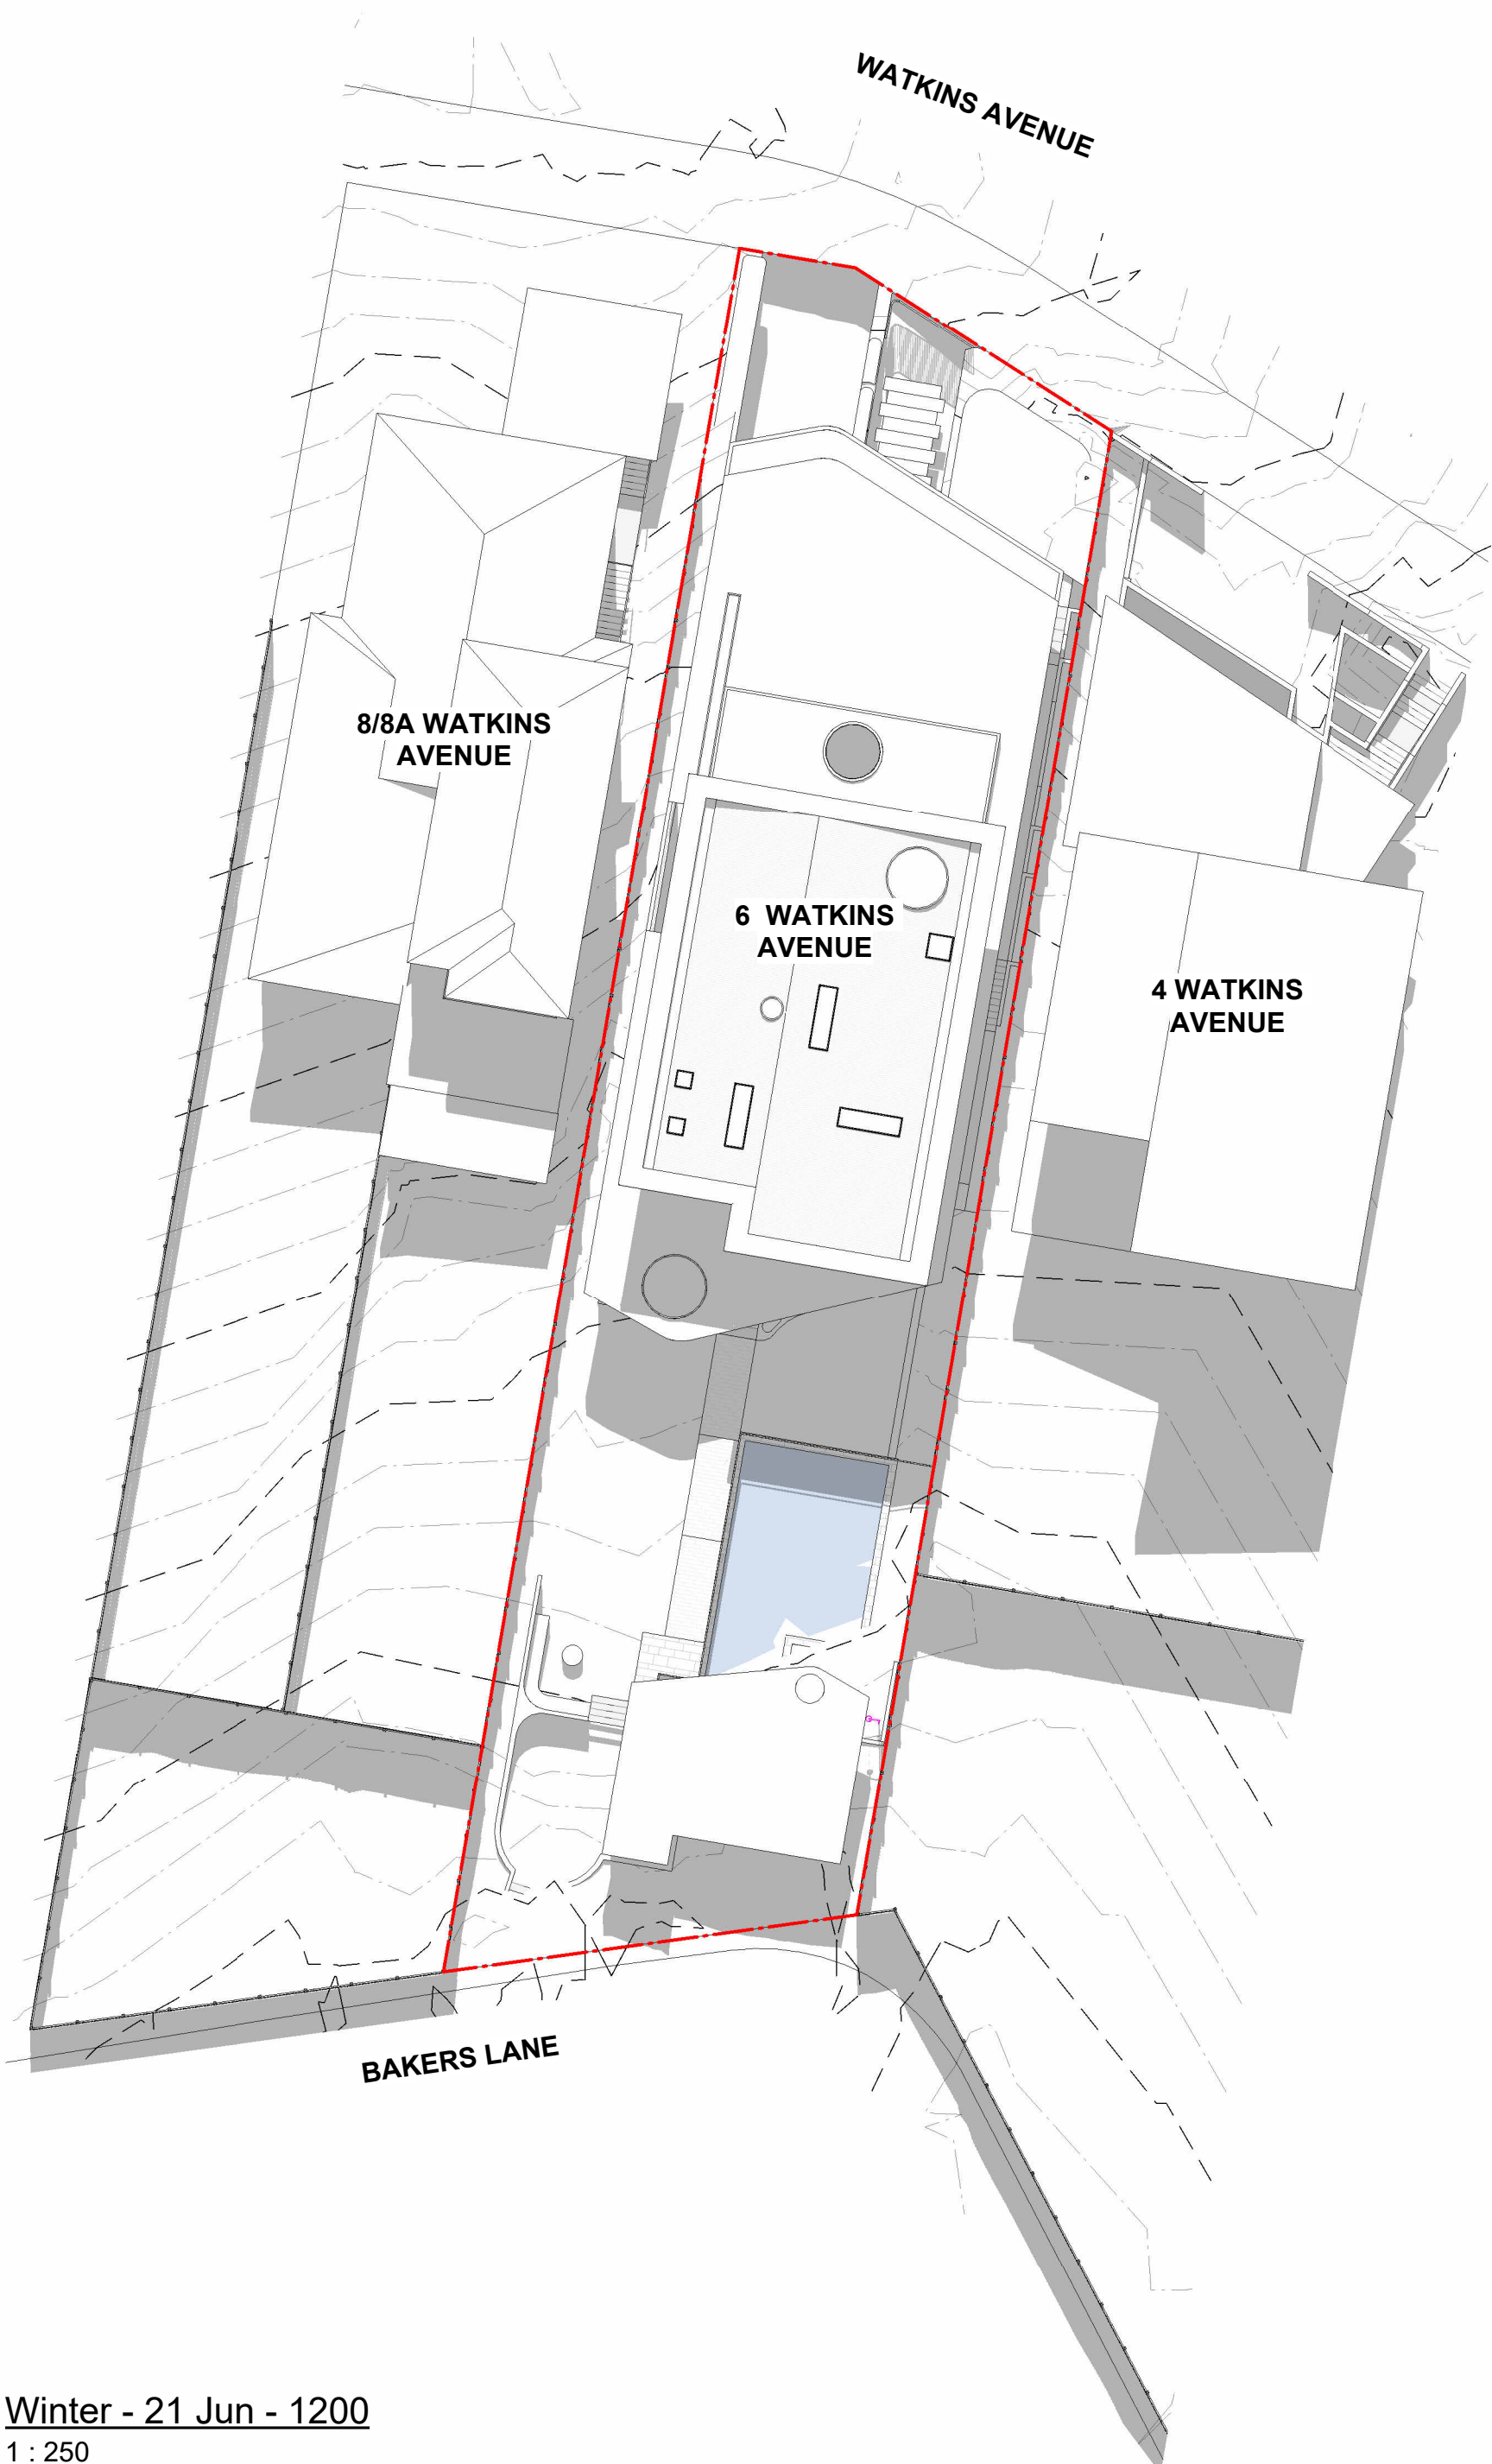 WATKINS AVENUE
8/8A WATKINS
AVENUE
6 WATKINS
AVENUE
4 WATKINS
AVENUE
BAKERS LANE
Winter - 21 Jun - 1200
1 : 250